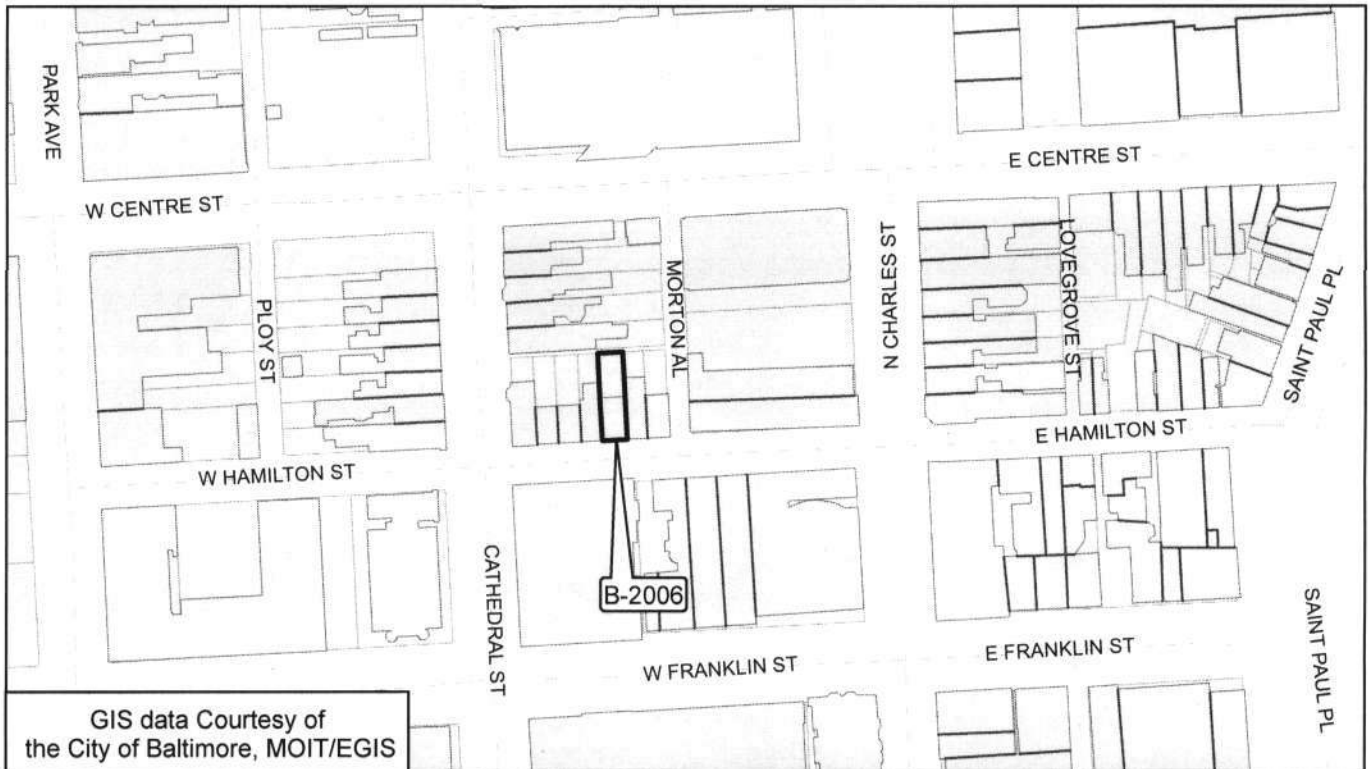 PARK AVE
E CENTRE ST
W CENTRE ST
PLOY ST
MORTON AL
N CHARLES ST
LOVEGROVE ST
SAINT PAUL PL
E HAMILTON ST
W HAMILTON ST
CATHEDRAL ST
B-2006
W FRANKLIN ST
E FRANKLIN ST
SAINT PAUL PL
GIS data Courtesy of
the City of Baltimore, MOIT/EGIS